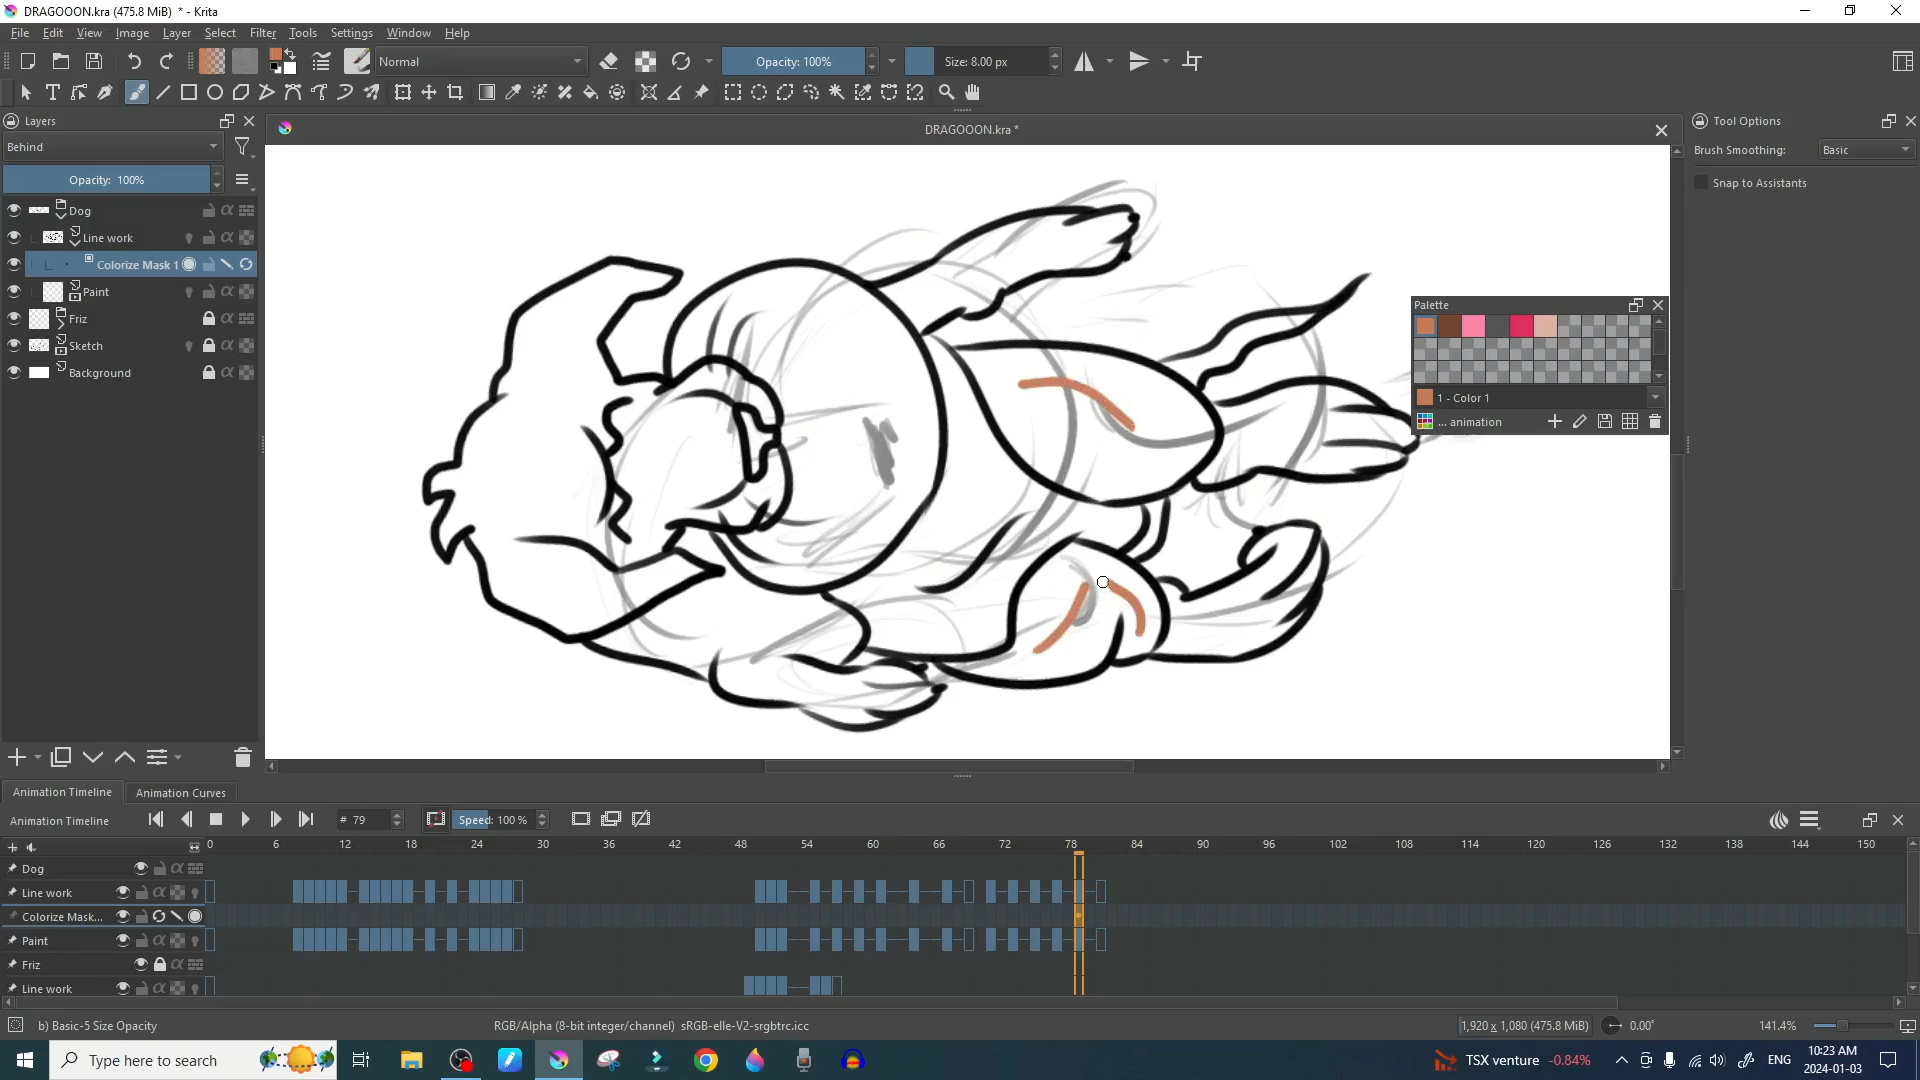 DRAGOOON.kra (475.8 MiB) * - Krita
File Edit View Image Layer Select Filter Tools Settings Window Help
Normal Opacity: 100% Size: 8.00 px
Layers DRAGOOON.kra * Tool Options
Behind Brush Smoothing: Basic
Opacity: 100% Snap to Assistants
Dog
Line work
Colorize Mask 1
Paint
Friz
Sketch
Background
Palette
1 - Color 1
... animation
Animation Timeline Animation Curves
Animation Timeline # 79 Speed: 100 %
0 6 12 18 24 30 36 42 48 54 60 66 72 78 84 90 96 102 108 114 120 126 132 138 144 150
Dog
Line work
Colorize Mask...
Paint
Friz
Line work
b) Basic-5 Size Opacity RGB/Alpha (8-bit integer/channel) sRGB-elle-V2-srgbtrc.icc 1,920 x 1,080 (475.8 MiB) 0.00° 141.4%
Type here to search TSX venture -0.84% ENG 10:23 AM
2024-01-03